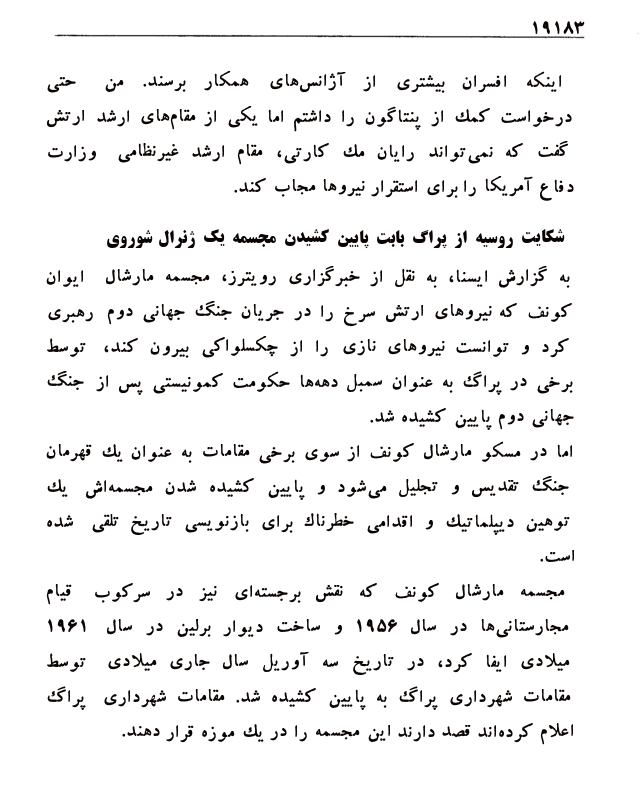 ۱۹۱۸۳
اینکه افسران بیشتری از آژانس‌های همکار برسند. من حتی
درخواست کمک از پنتاگون را داشتم اما یکی از مقام‌های ارشد ارتش
گفت که نمی‌تواند رایان مک کارتی، مقام ارشد غیرنظامی وزارت
دفاع آمریکا را برای استقرار نیروها مجاب کند.
شکایت روسیه از پراگ بابت پایین کشیدن مجسمه یک ژنرال شوروی
به گزارش ایسنا، به نقل از خبرگزاری رویترز، مجسمه مارشال ایوان
کونف که نیروهای ارتش سرخ را در جریان جنگ جهانی دوم رهبری
کرد و توانست نیروهای نازی را از چکسلواکی بیرون کند، توسط
برخی در پراگ به عنوان سمبل دهه‌ها حکومت کمونیستی پس از جنگ
جهانی دوم پایین کشیده شد.
اما در مسکو مارشال کونف از سوی برخی مقامات به عنوان یک قهرمان
جنگ تقدیس و تجلیل می‌شود و پایین کشیده شدن مجسمه‌اش یک
توهین دیپلماتیک و اقدامی خطرناک برای بازنویسی تاریخ تلقی شده
است.
مجسمه مارشال کونف که نقش برجسته‌ای نیز در سرکوب قیام
مجارستانی‌ها در سال ۱۹۵۶ و ساخت دیوار برلین در سال ۱۹۶۱
میلادی ایفا کرد، در تاریخ سه آوریل سال جاری میلادی توسط
مقامات شهرداری پراگ به پایین کشیده شد. مقامات شهرداری پراگ
اعلام کرده‌اند قصد دارند این مجسمه را در یک موزه قرار دهند.